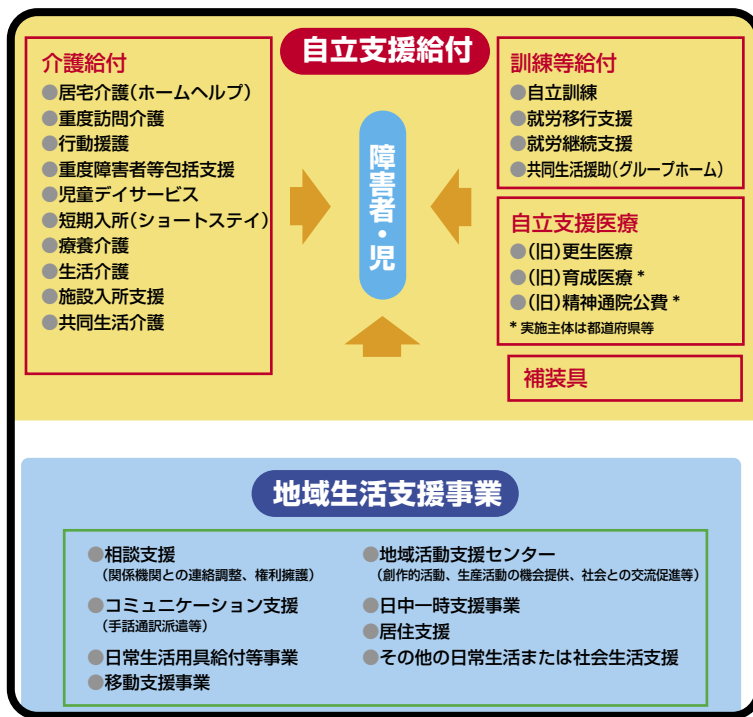 自立支援給付
介護給付
●居宅介護(ホームヘルプ)
●重度訪問介護
●行動援護
●重度障害者等包括支援
●児童デイサービス
●短期入所(ショートステイ)
●療養介護
●生活介護
●施設入所支援
●共同生活介護
障害者・児
訓練等給付
●自立訓練
●就労移行支援
●就労継続支援
●共同生活援助(グループホーム)
自立支援医療
●(旧)更生医療
●(旧)育成医療 *
●(旧)精神通院公費 *
* 実施主体は都道府県等
補装具
地域生活支援事業
●相談支援
(関係機関との連絡調整、権利擁護)
●コミュニケーション支援
(手話通訳派遣等)
●日常生活用具給付等事業
●移動支援事業
●地域活動支援センター
(創作的活動、生産活動の機会提供、社会との交流促進等)
●日中一時支援事業
●居住支援
●その他の日常生活または社会生活支援